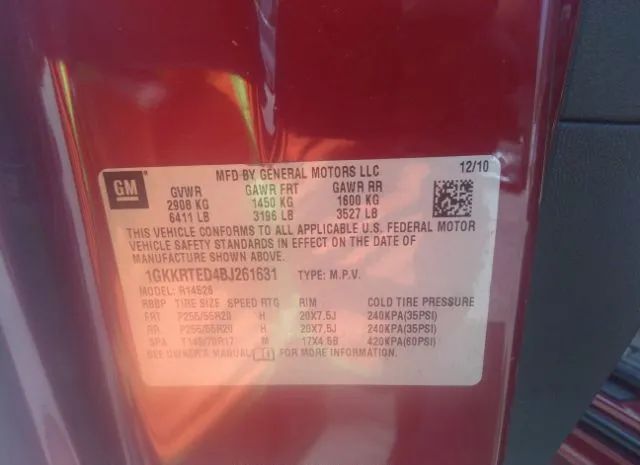 GM
MFD BY GENERAL MOTORS LLC 12/10
GVWR GAWR FRT GAWR RR
2908 KG 1450 KG 1600 KG
6411 LB 3196 LB 3527 LB
THIS VEHICLE CONFORMS TO ALL APPLICABLE U.S. FEDERAL MOTOR
VEHICLE SAFETY STANDARDS IN EFFECT ON THE DATE OF
MANUFACTURE SHOWN ABOVE.
1GKKRTED4BJ261631 TYPE: M.P.V.
MODEL: R14526
RBBP TIRE SIZE SPEED RTG RIM COLD TIRE PRESSURE
FRT P255/55R20 H 20X7.5J 240KPA(35PSI)
RR P255/55R20 H 20X7.5J 240KPA(35PSI)
SPA T145/70R17 M 17X4.5B 420KPA(60PSI)
SEE OWNER'S MANUAL FOR MORE INFORMATION.